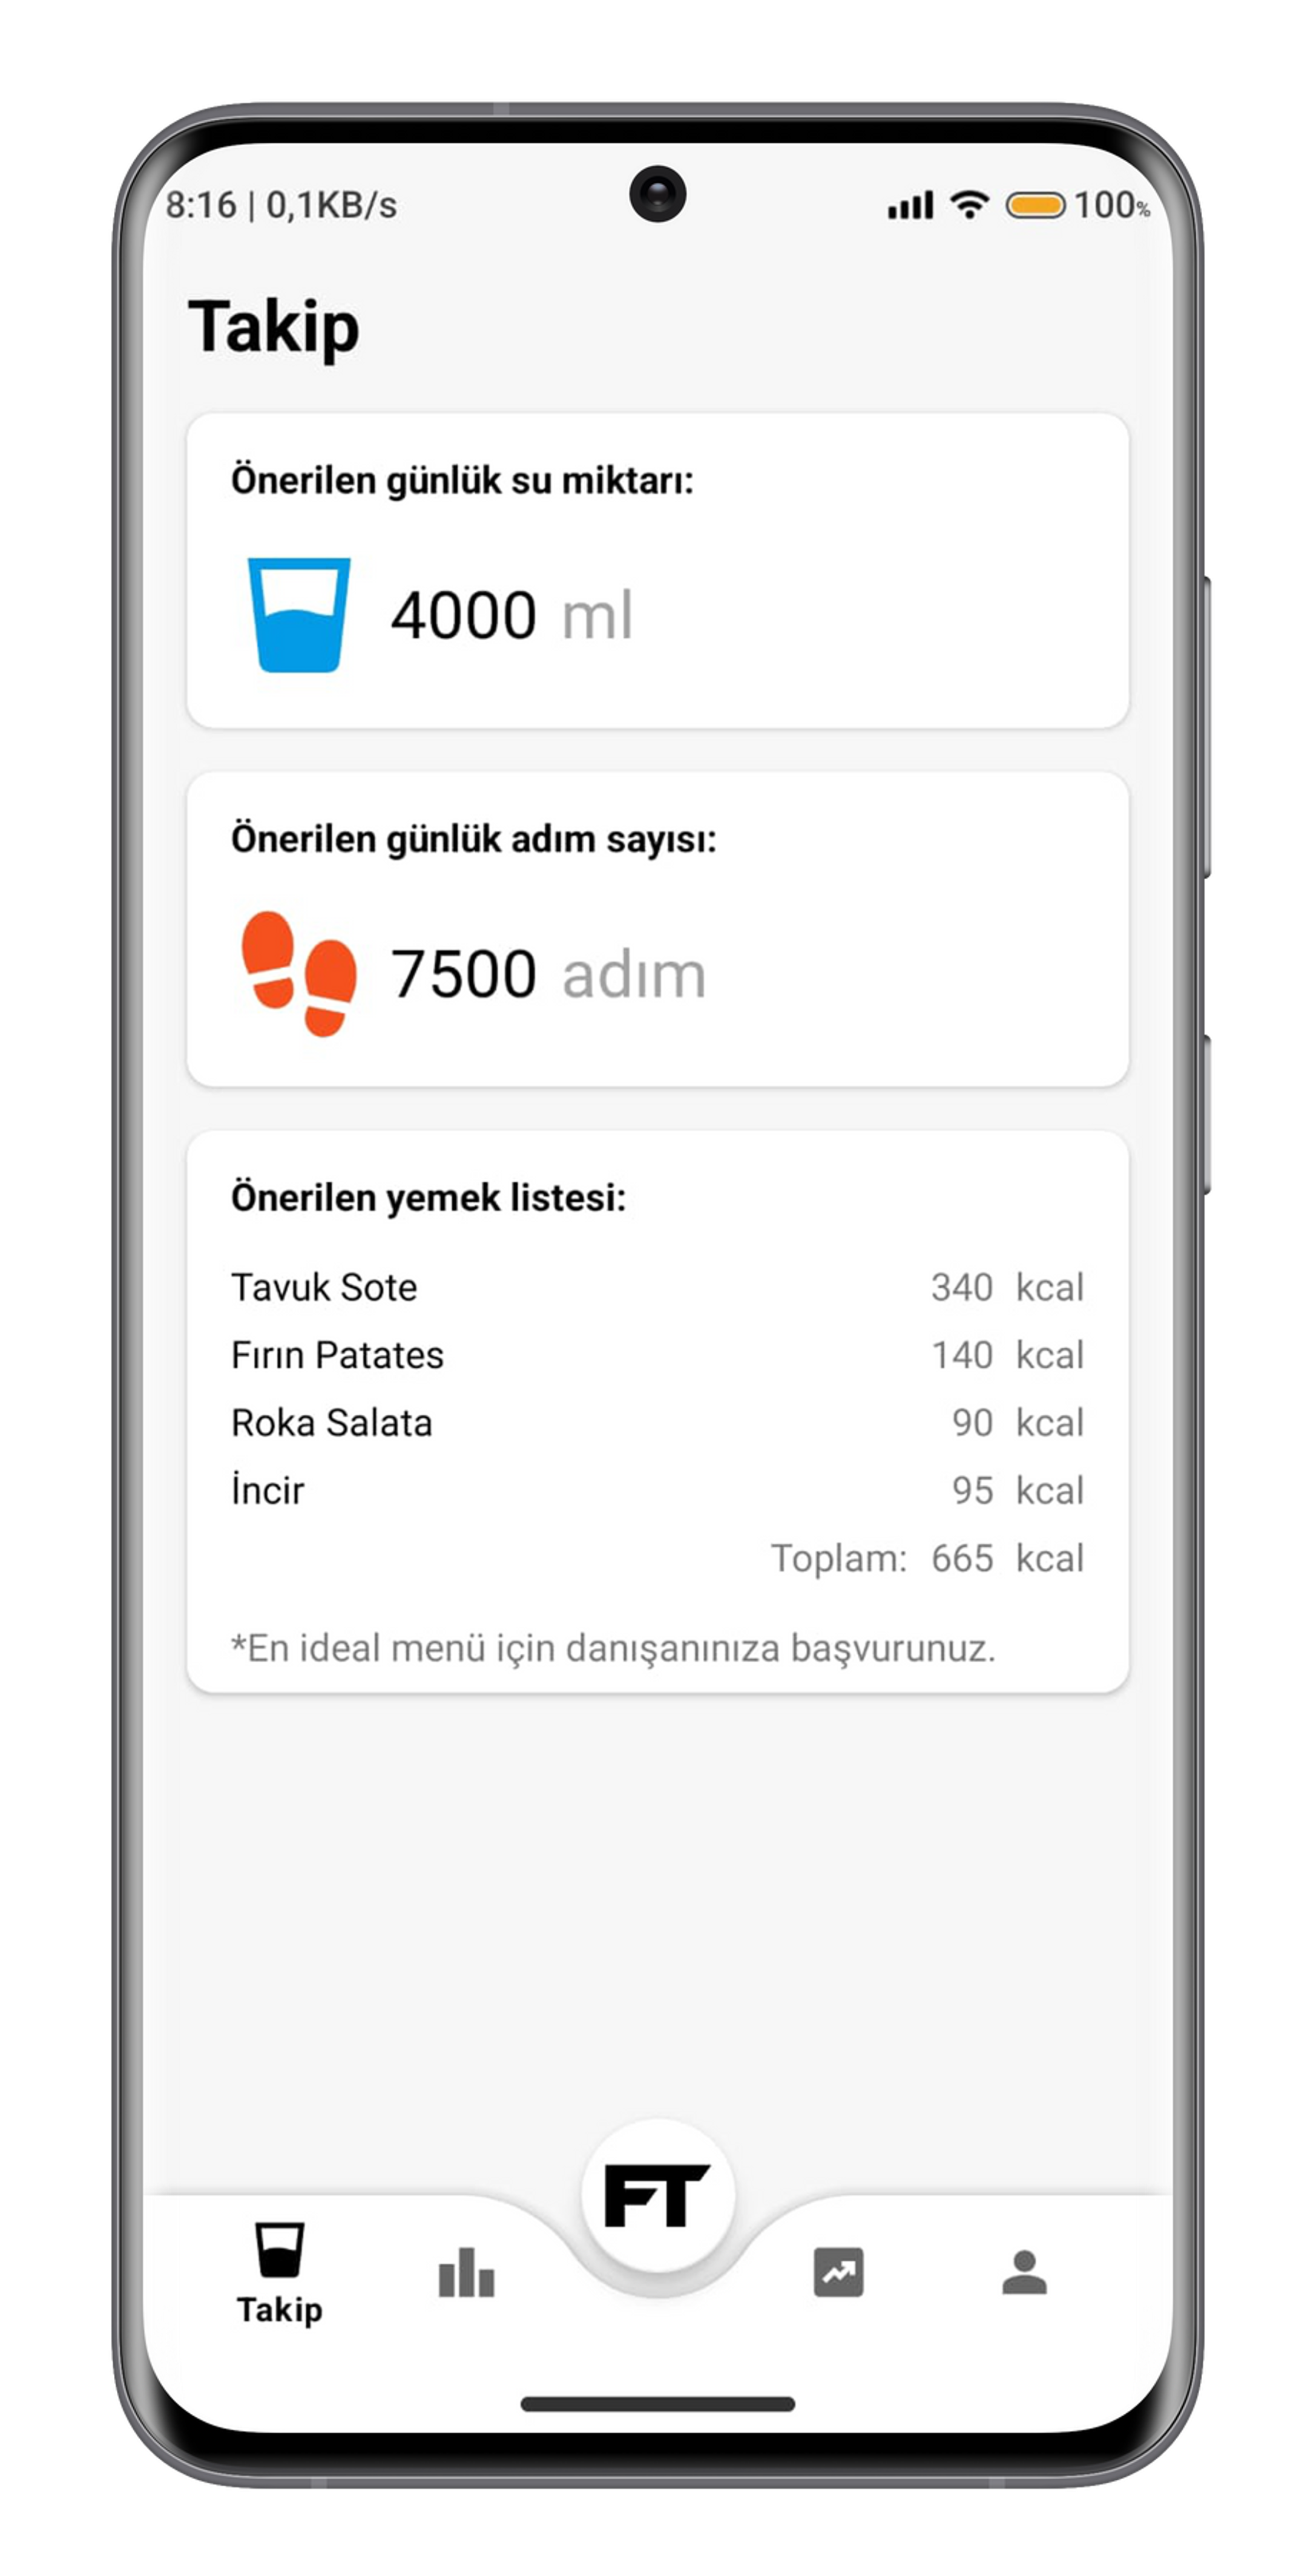 8:16 | 0,1KB/s 100%
Takip
Önerilen günlük su miktarı:
4000 ml
Önerilen günlük adım sayısı:
7500 adım
Önerilen yemek listesi:
Tavuk Sote 340 kcal
Fırın Patates 140 kcal
Roka Salata 90 kcal
İncir 95 kcal
Toplam: 665 kcal
*En ideal menü için danışanınıza başvurunuz.
FT
Takip